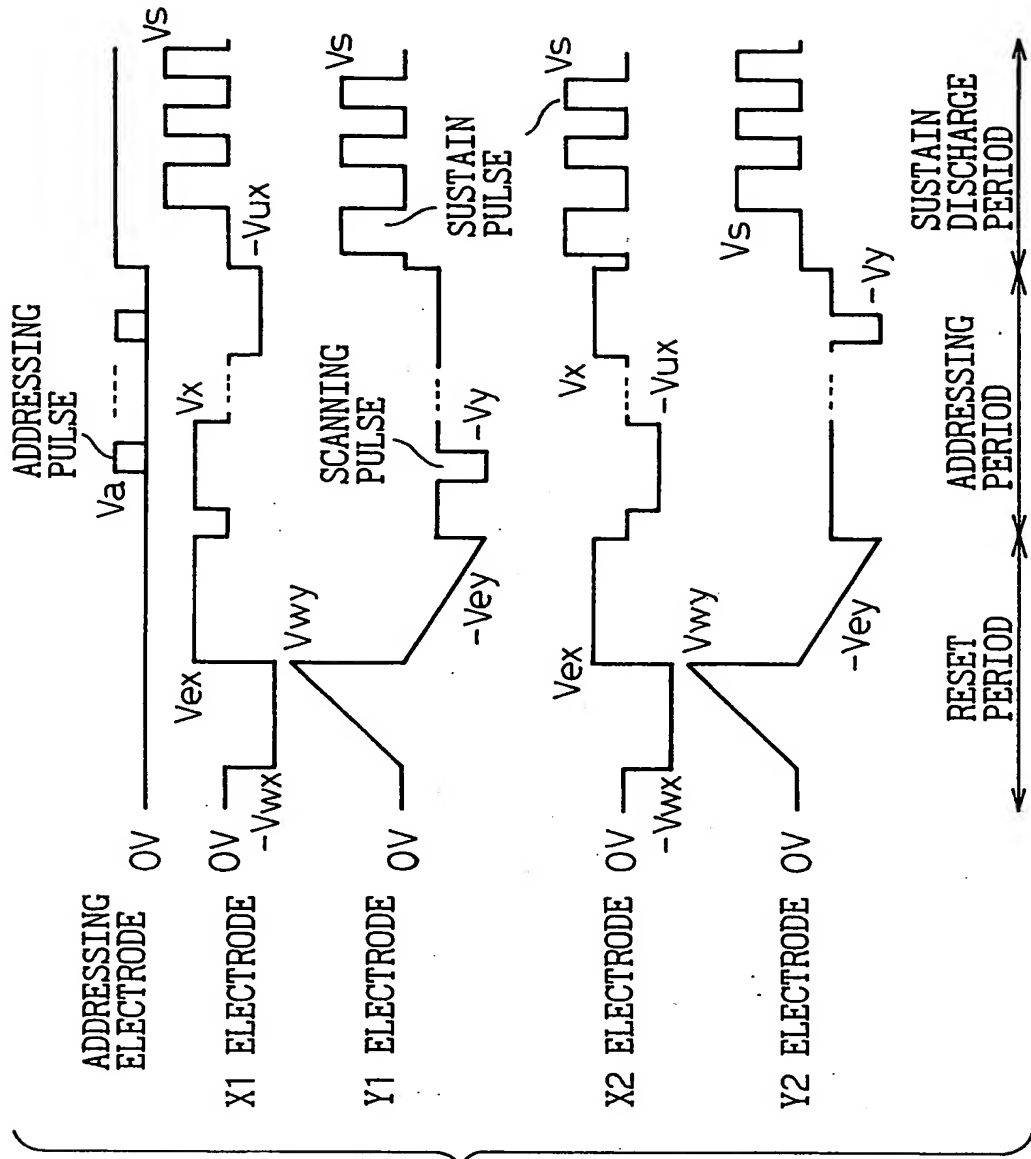 ADDRESSING
ELECTRODE
0V
Va
ADDRESSING
PULSE
X1 ELECTRODE
0V
-Vwx
Vex
Vx
-Vux
Vs
Y1 ELECTRODE
0V
Vwy
-Vey
SCANNING
PULSE
-Vy
SUSTAIN
PULSE
Vs
X2 ELECTRODE
0V
-Vwx
Vex
-Vux
Vx
Vs
Y2 ELECTRODE
0V
Vwy
-Vey
-Vy
Vs
RESET
PERIOD
ADDRESSING
PERIOD
SUSTAIN
DISCHARGE
PERIOD